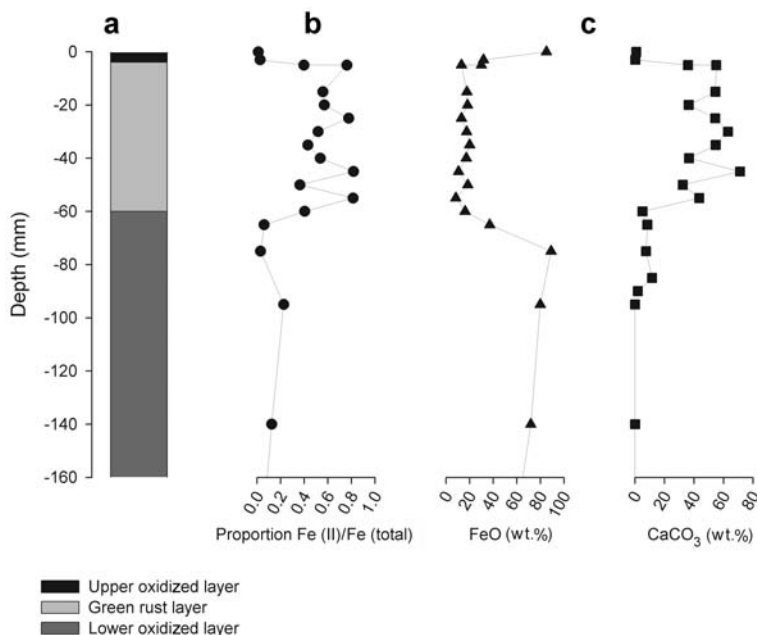 a b c
0
-20
-40
-60
-80
-100
-120
-140
-160
Depth (mm)
0.0 0.2 0.4 0.6 0.8 1.0
Proportion Fe (II)/Fe (total)
0 20 40 60 80 100
FeO (wt.%)
0 20 40 60 80
CaCO₃ (wt.%)
Upper oxidized layer
Green rust layer
Lower oxidized layer